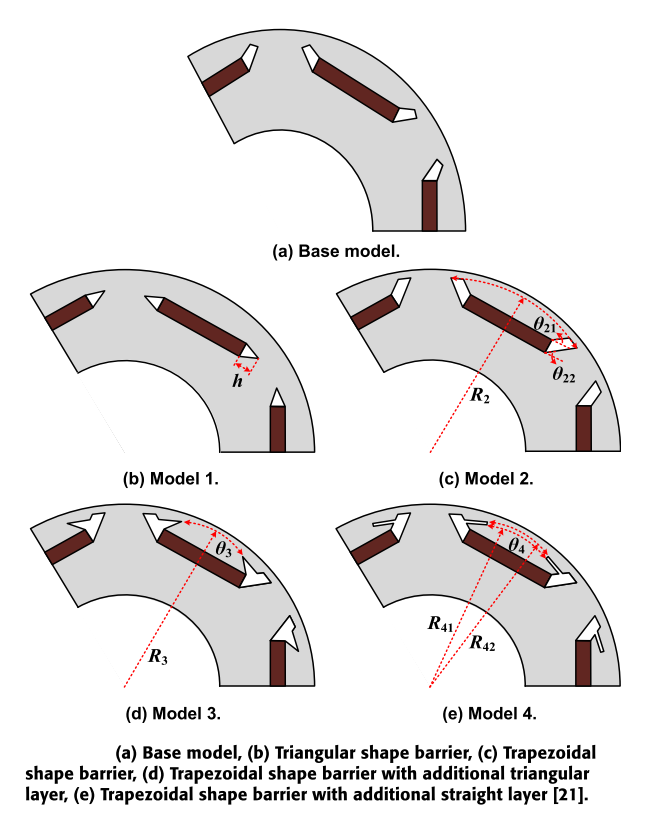 (a) Base model.
h
(b) Model 1.
θ21
θ22
R2
(c) Model 2.
θ3
R3
(d) Model 3.
θ4
R41
R42
(e) Model 4.
(a) Base model, (b) Triangular shape barrier, (c) Trapezoidal
shape barrier, (d) Trapezoidal shape barrier with additional triangular
layer, (e) Trapezoidal shape barrier with additional straight layer [21].